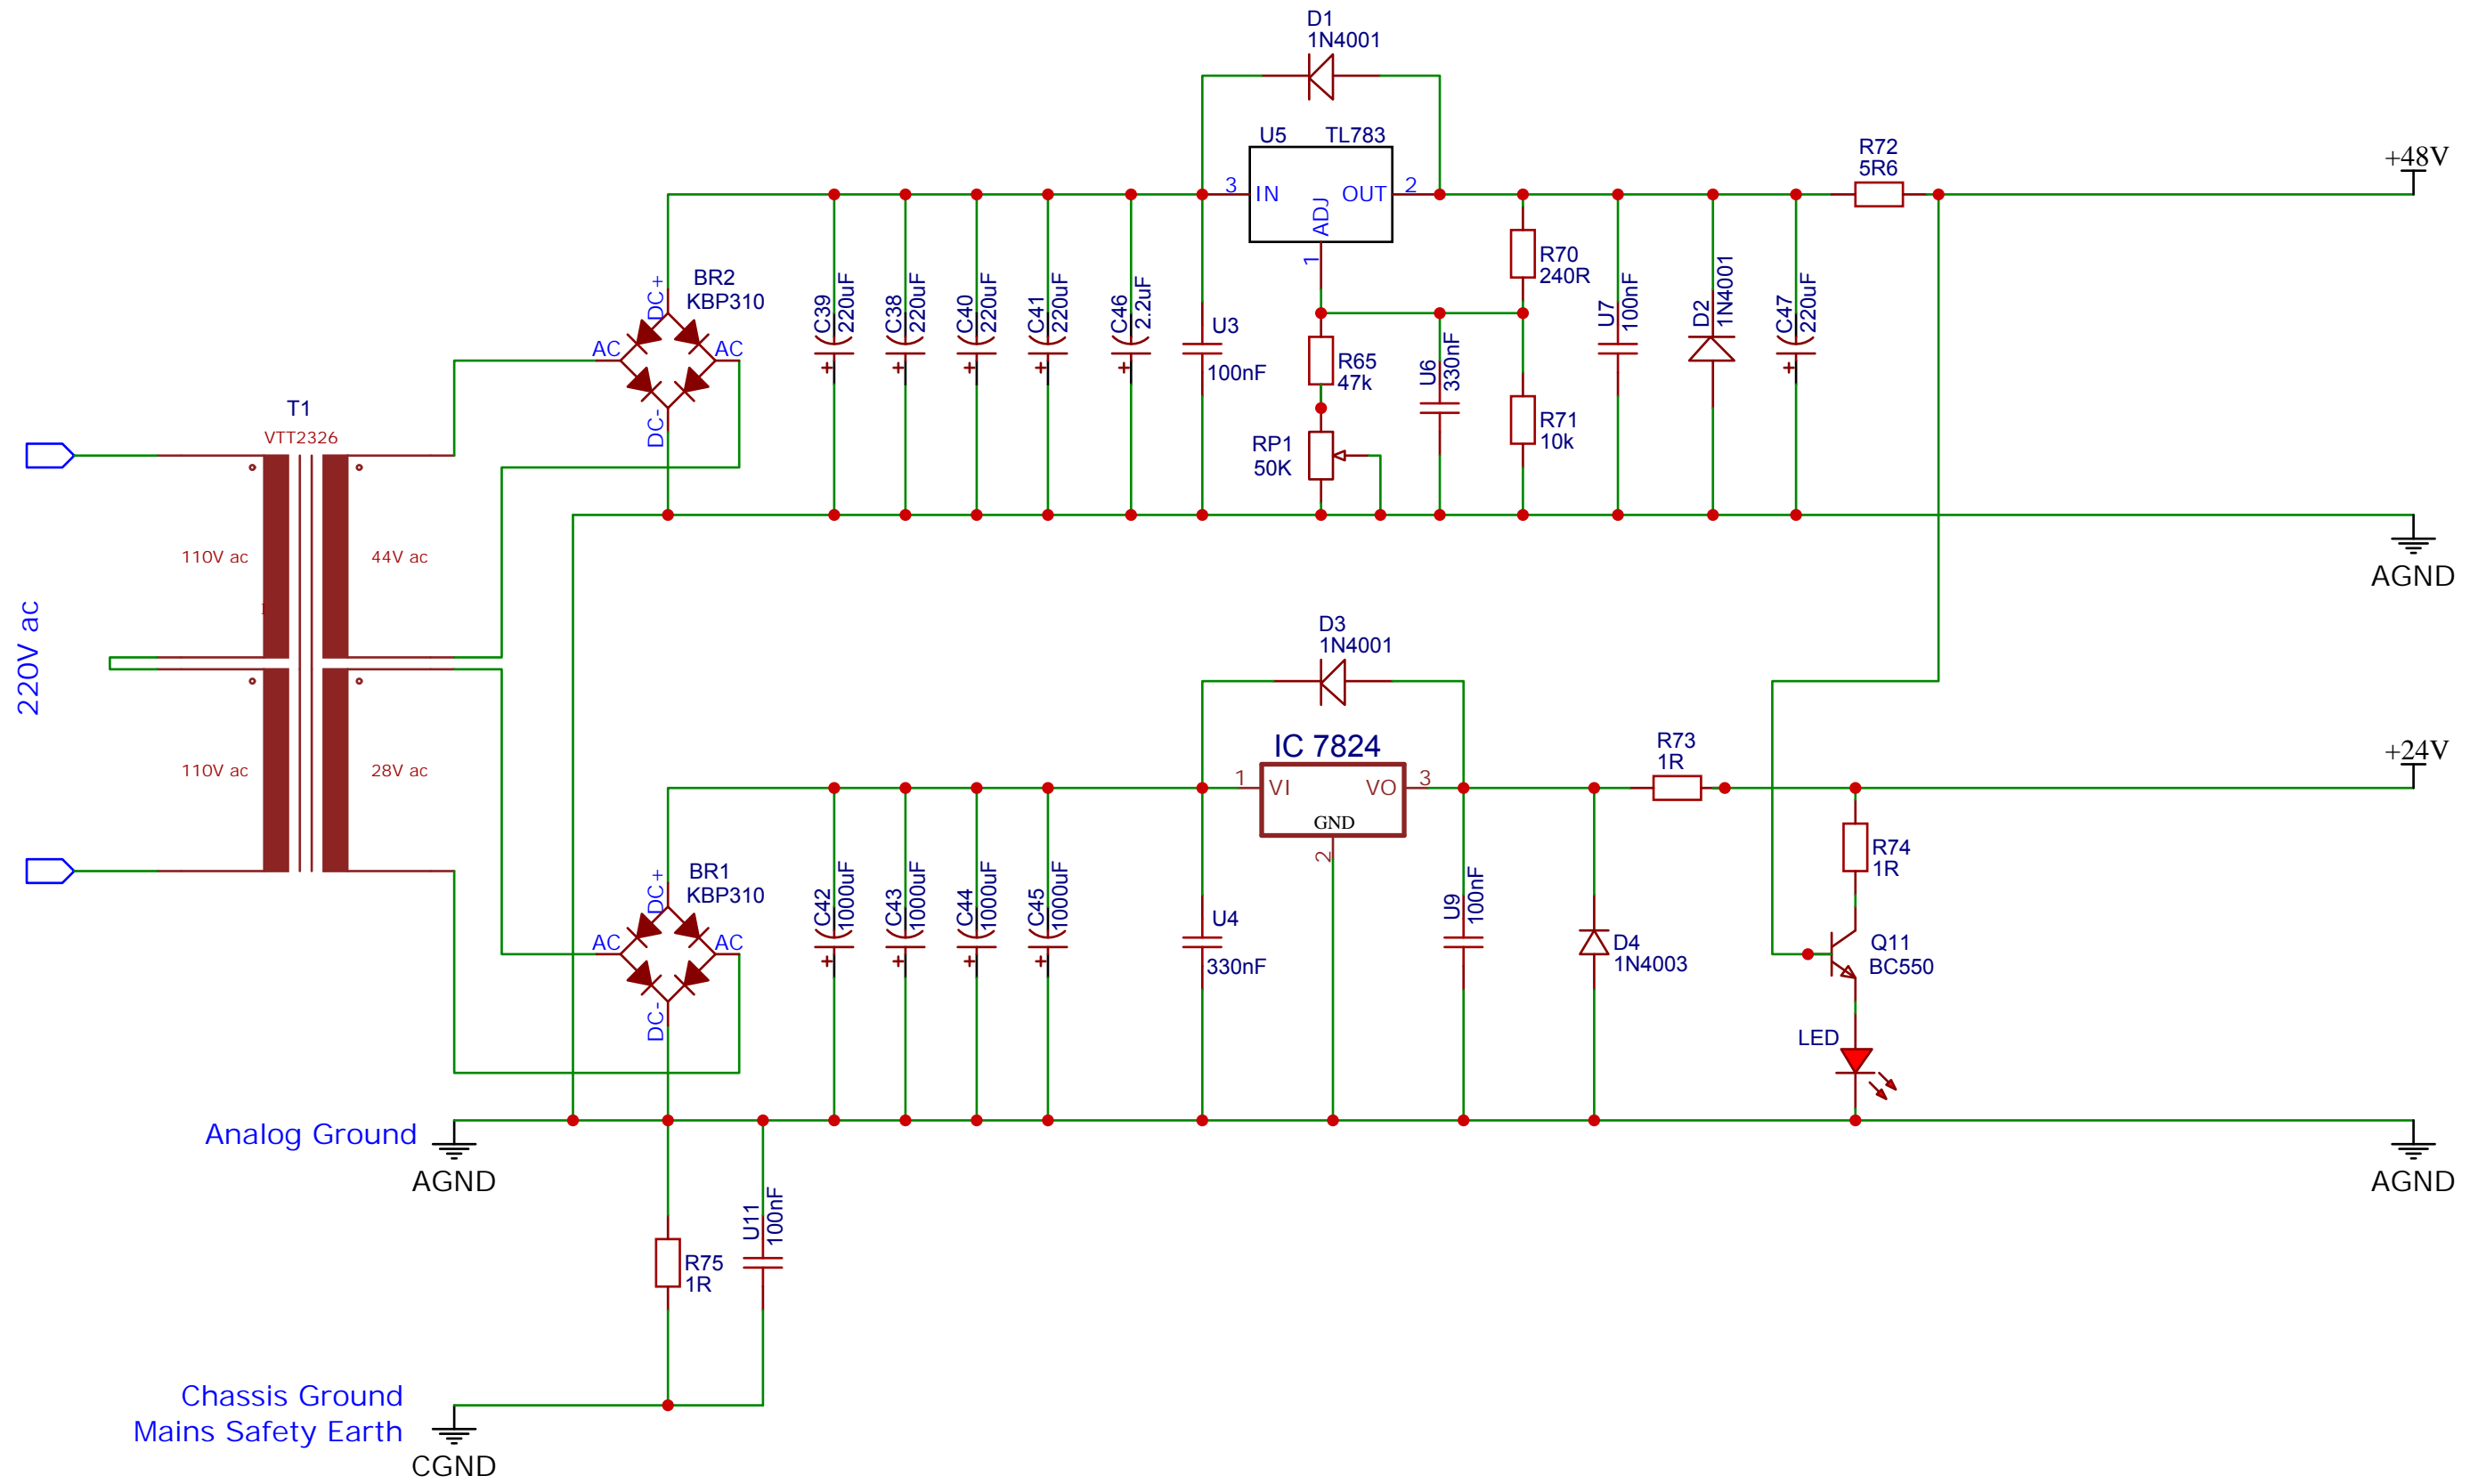 D1
1N4001
U5 TL783
3 IN
OUT 2
ADJ
1
R72
5R6
+48V
BR2
KBP310
DC+
AC
AC
DC-
C39
220uF
C38
220uF
C40
220uF
C41
220uF
C46
2.2uF
U3
100nF
R70
240R
R65
47k
RP1
50K
U6
330nF
R71
10k
U7
100nF
D2
1N4001
C47
220uF
AGND
T1
VTT2326
110V ac
44V ac
220V ac
110V ac
28V ac
D3
1N4001
IC 7824
1 VI
VO 3
GND
2
R73
1R
+24V
BR1
KBP310
DC+
AC
AC
DC-
C42
1000uF
C43
1000uF
C44
1000uF
C45
1000uF
U4
330nF
U9
100nF
D4
1N4003
R74
1R
Q11
BC550
LED
Analog Ground
AGND
AGND
U11
100nF
R75
1R
Chassis Ground
Mains Safety Earth
CGND